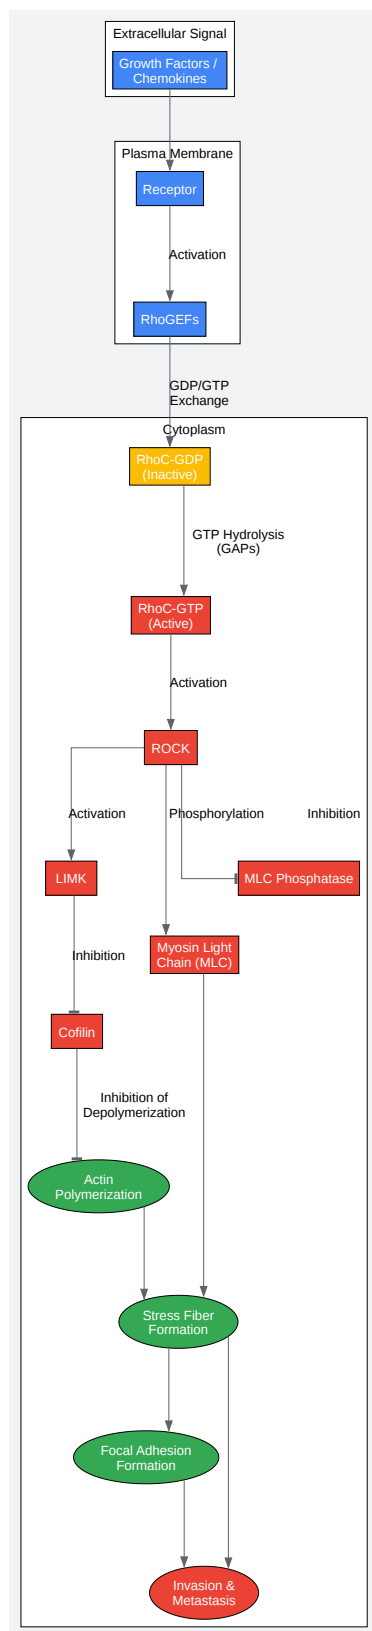 Extracellular Signal
Growth Factors /
Chemokines
Plasma Membrane
Receptor
Activation
RhoGEFs
GDP/GTP
Exchange
Cytoplasm
RhoC-GDP
(Inactive)
GTP Hydrolysis
(GAPs)
RhoC-GTP
(Active)
Activation
ROCK
Activation
Phosphorylation
Inhibition
LIMK
MLC Phosphatase
Inhibition
Myosin Light
Chain (MLC)
Cofilin
Inhibition of
Depolymerization
Actin
Polymerization
Stress Fiber
Formation
Focal Adhesion
Formation
Invasion &
Metastasis